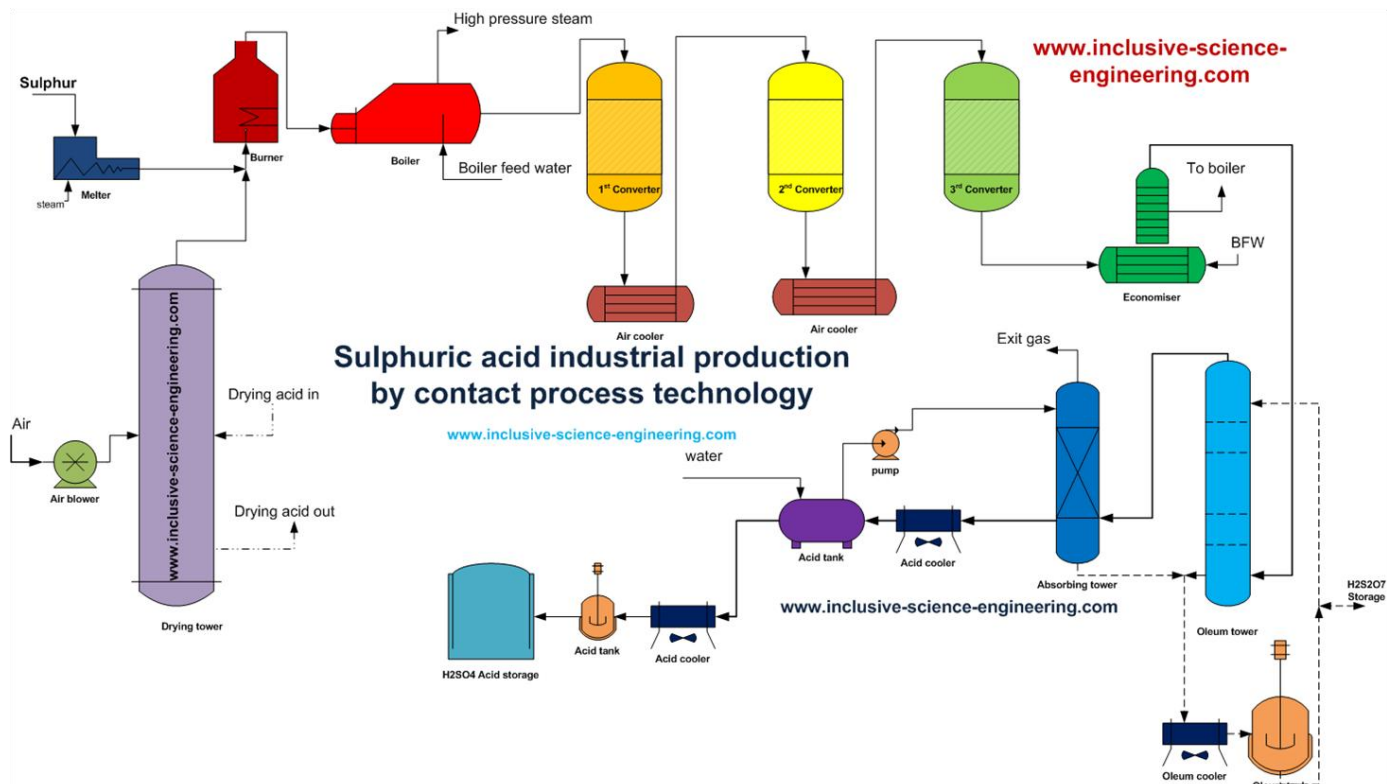 High pressure steam
www.inclusive-science-
engineering.com
Sulphur
Burner
Boiler
Boiler feed water
steam
Melter
1st Converter
2nd Converter
3rd Converter
To boiler
BFW
Economiser
Air cooler
Air cooler
www.inclusive-science-engineering.com
Sulphuric acid industrial production
by contact process technology
www.inclusive-science-engineering.com
Exit gas
Drying acid in
Air
Air blower
water
pump
Drying acid out
Acid tank
Acid cooler
Absorbing tower
H2S2O7
Storage
www.inclusive-science-engineering.com
Drying tower
Oleum tower
Acid tank
Acid cooler
H2SO4 Acid storage
Oleum cooler